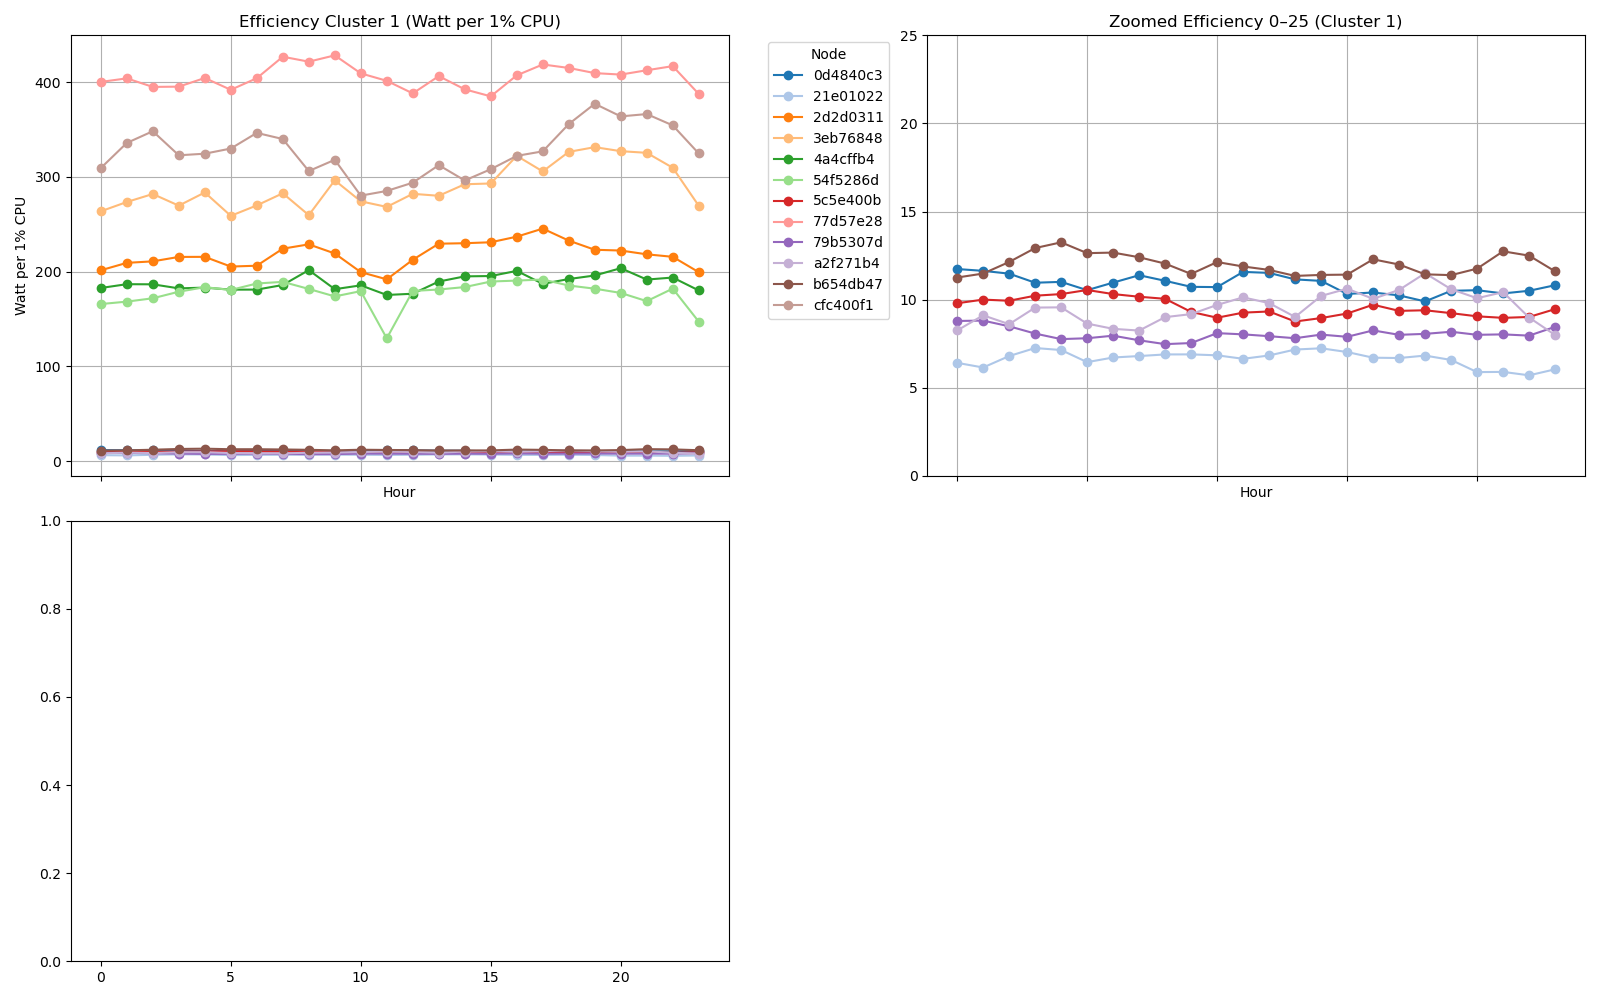 Efficiency Cluster 1 (Watt per 1% CPU)
Watt per 1% CPU
400
300
200
100
0
Hour
Node
0d4840c3
21e01022
2d2d0311
3eb76848
4a4cffb4
54f5286d
5c5e400b
77d57e28
79b5307d
a2f271b4
b654db47
cfc400f1
Zoomed Efficiency 0–25 (Cluster 1)
25
20
15
10
5
0
Hour
1.0
0.8
0.6
0.4
0.2
0.0
0 5 10 15 20